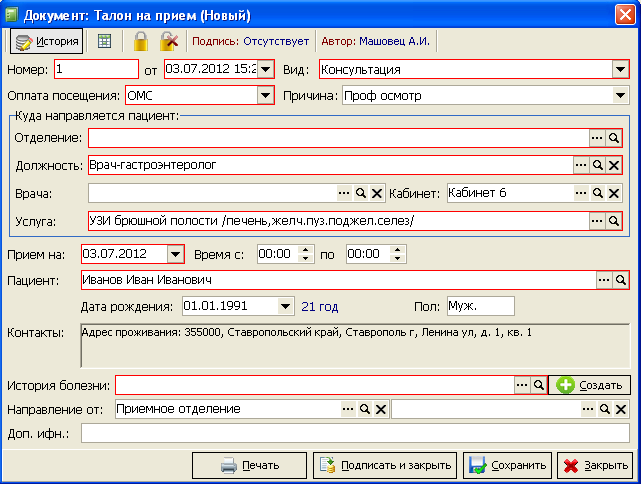 Документ: Талон на прием (Новый)
История Подпись: Отсутствует Автор: Машовец А.И.
Номер: 1 от 03.07.2012 15:2 Вид: Консультация
Оплата посещения: ОМС Причина: Проф осмотр
Куда направляется пациент:
Отделение:
Должность: Врач-гастроэнтеролог
Врача: Кабинет: Кабинет 6
Услуга: УЗИ брюшной полости /печень,желч.пуз.поджел.селез/
Прием на: 03.07.2012 Время с: 00:00 по 00:00
Пациент: Иванов Иван Иванович
Дата рождения: 01.01.1991 21 год Пол: Муж.
Контакты: Адрес проживания: 355000, Ставропольский край, Ставрополь г, Ленина ул, д. 1, кв. 1
История болезни: Создать
Направление от: Приемное отделение
Доп. ифн.:
Печать Подписать и закрыть Сохранить Закрыть